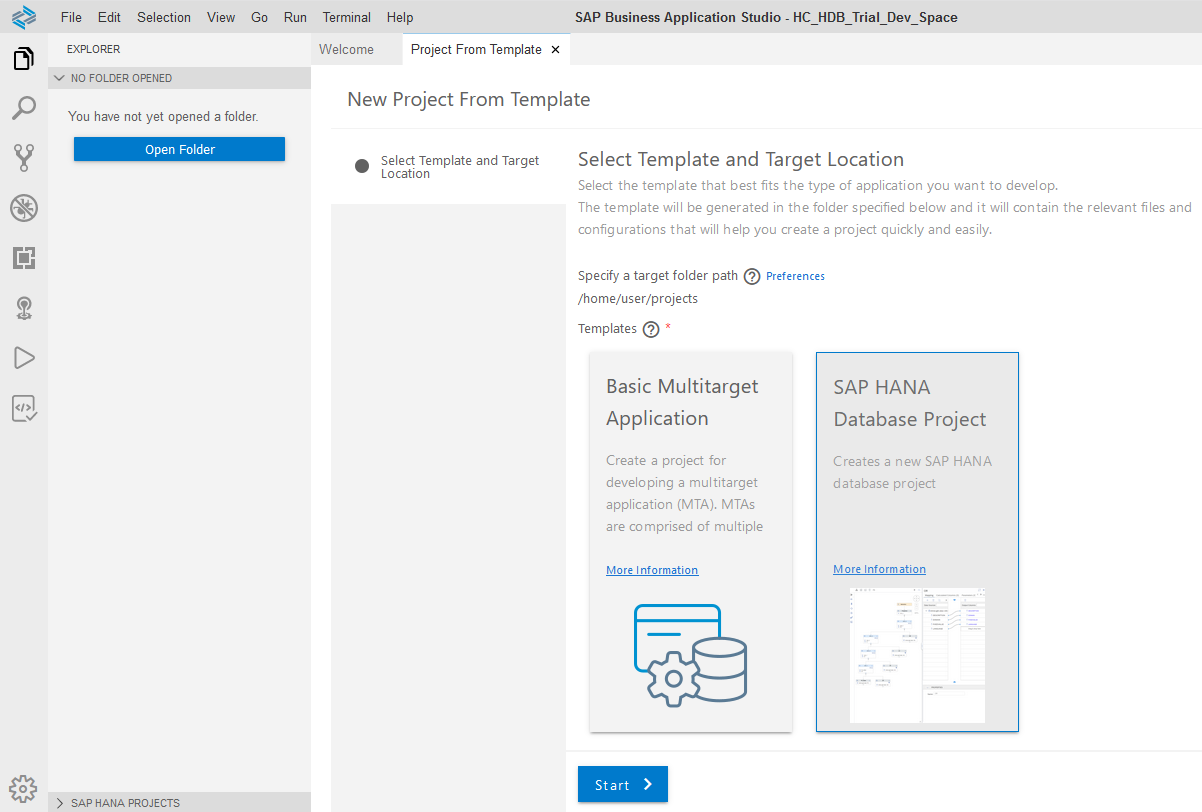 File Edit Selection View Go Run Terminal Help SAP Business Application Studio - HC_HDB_Trial_Dev_Space
EXPLORER
NO FOLDER OPENED
You have not yet opened a folder.
Open Folder
SAP HANA PROJECTS
Welcome Project From Template
New Project From Template
Select Template and Target
Location
Select Template and Target Location
Select the template that best fits the type of application you want to develop.
The template will be generated in the folder specified below and it will contain the relevant files and
configurations that will help you create a project quickly and easily.
Specify a target folder path ? Preferences
/home/user/projects
Templates ? *
Basic Multitarget
Application
Create a project for
developing a multitarget
application (MTA). MTAs
are comprised of multiple
More Information
SAP HANA
Database Project
Creates a new SAP HANA
database project
More Information
Start